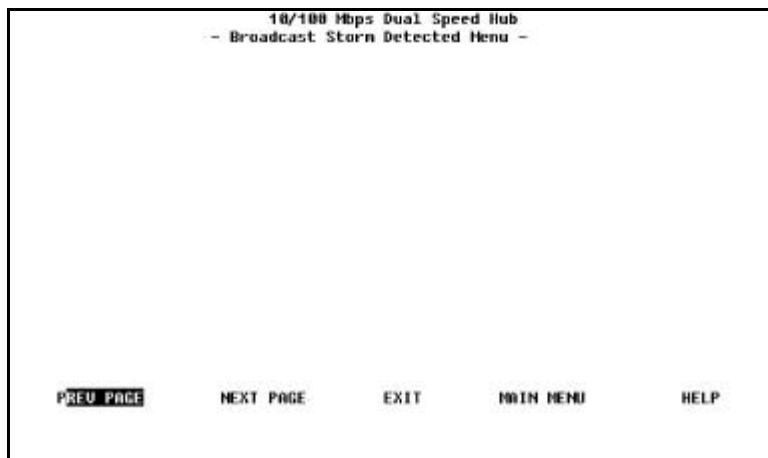 10/100 Mbps Dual Speed Hub
- Broadcast Storm Detected Menu -
PREV PAGE NEXT PAGE EXIT MAIN MENU HELP